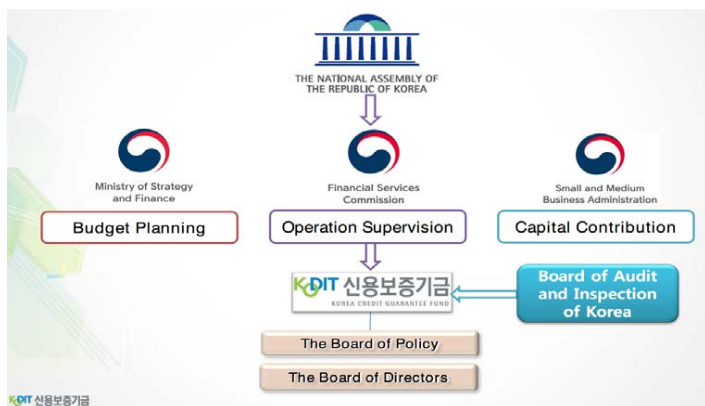 THE NATIONAL ASSEMBLY OF
THE REPUBLIC OF KOREA
Ministry of Strategy
and Finance
Financial Services
Commission
Small and Medium
Business Administration
Budget Planning
Operation Supervision
Capital Contribution
KODIT 신용보증기금
KOREA CREDIT GUARANTEE FUND
Board of Audit
and Inspection
of Korea
The Board of Policy
The Board of Directors
KODIT 신용보증기금